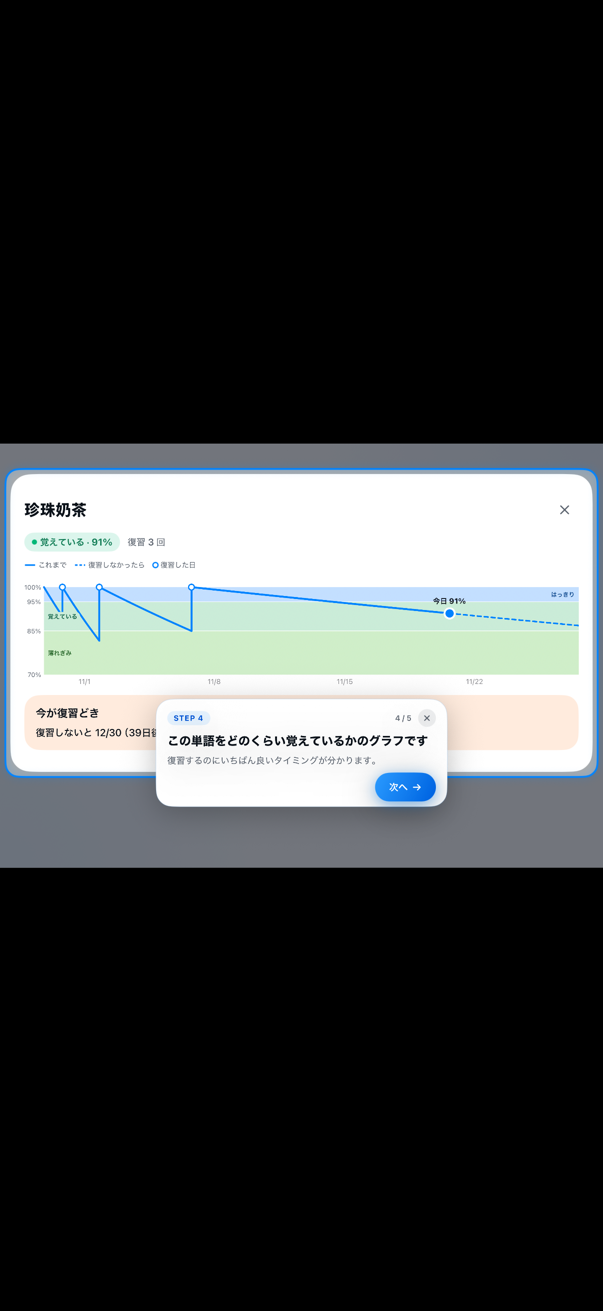 珍珠奶茶
覚えている · 91% 復習 3 回
これまで 復習しなかったら 復習した日
100%
はっきり
95%
今日 91%
覚えている
85%
薄れぎみ
70%
11/1 11/8 11/15 11/22
今が復習どき
復習しないと 12/30 (39日
STEP 4 4 / 5
この単語をどのくらい覚えているかのグラフです
復習するのにいちばん良いタイミングが分かります。
次へ →